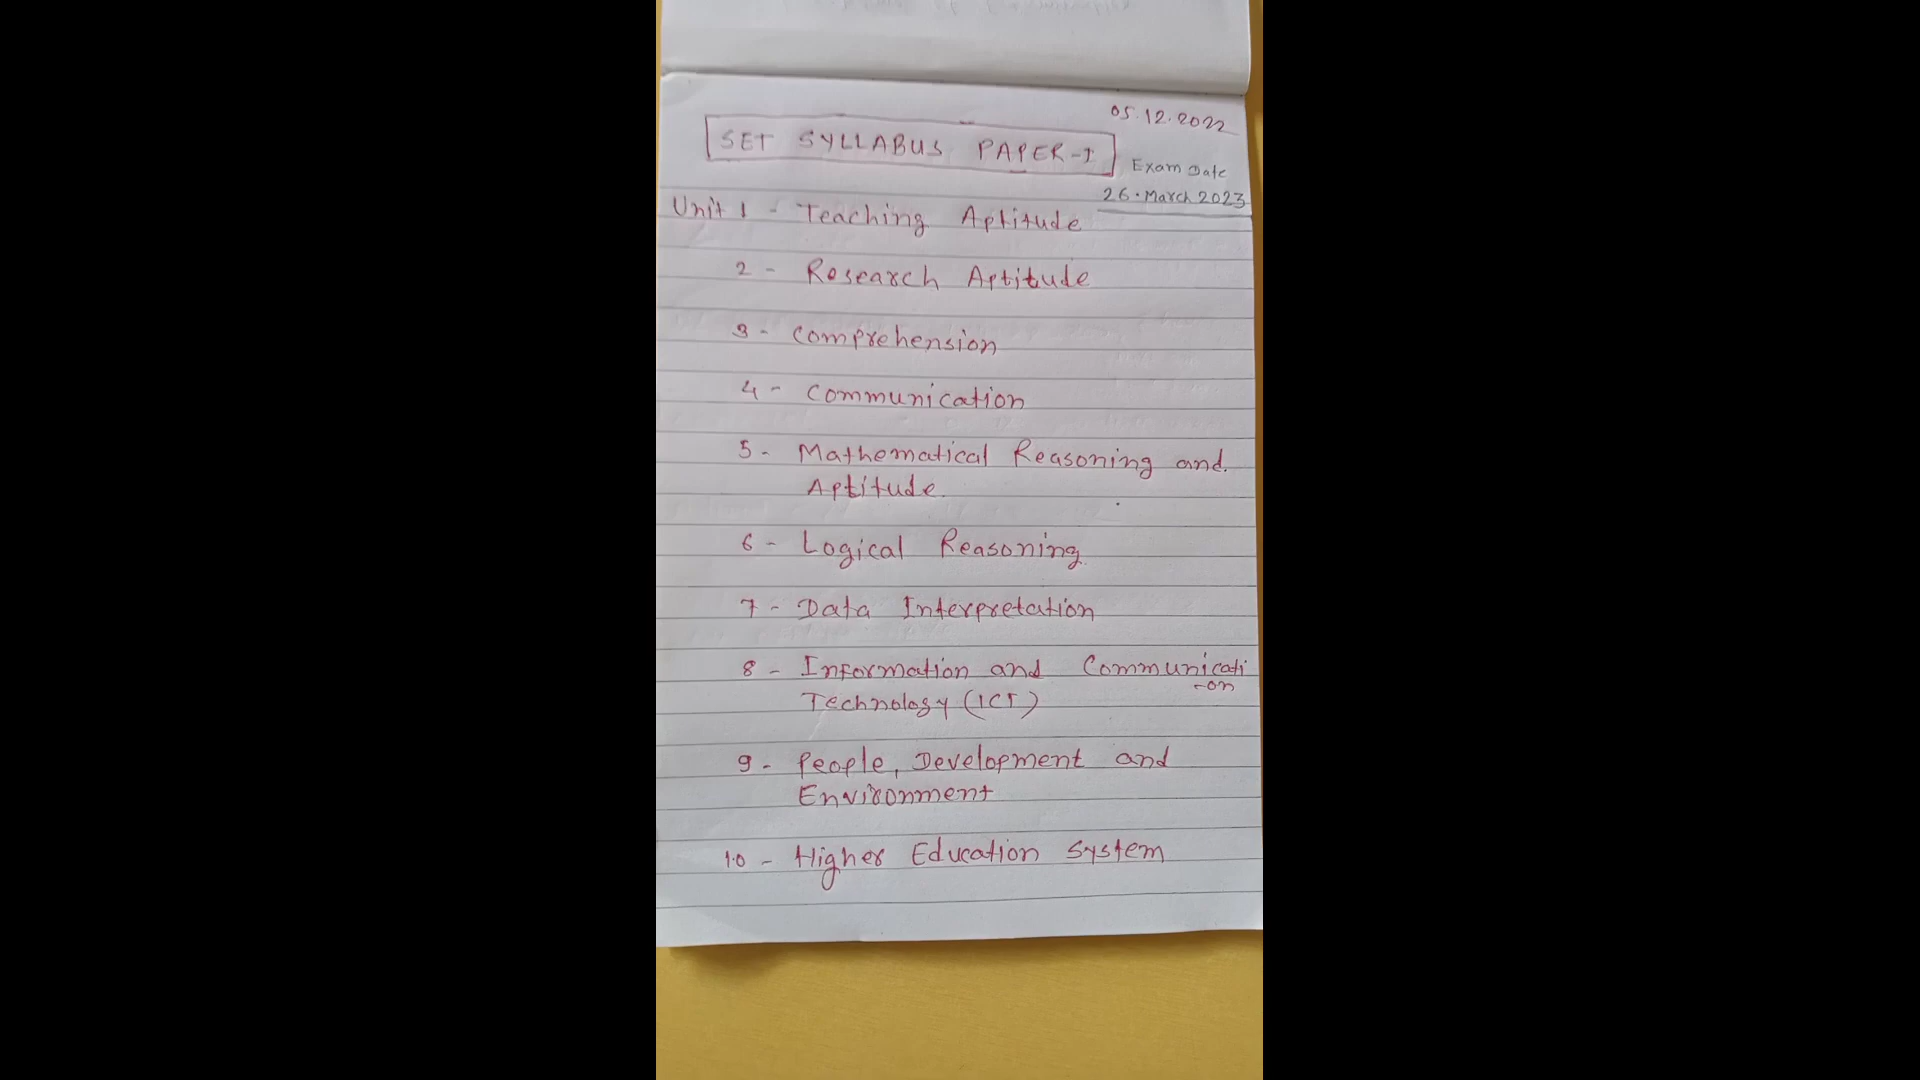 05.12.2022
SET SYLLABUS PAPER-I
Exam Date
26.March 2023
Unit 1 - Teaching Aptitude
2 - Research Aptitude
3 - Comprehension
4 - Communication
5 - Mathematical Reasoning and
Aptitude.
6 - Logical Reasoning
7 - Data Interpretation
8 - Information and Communicati
-on
Technology (ICT)
9 - People, Development and
Environment
10 - Higher Education System